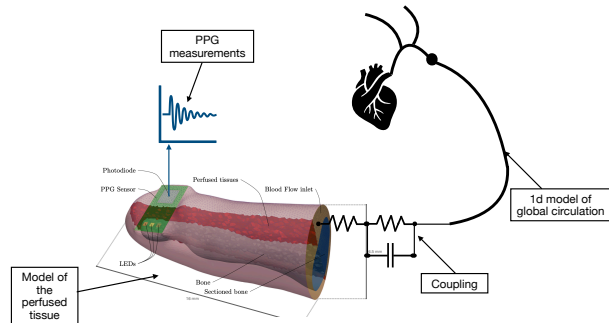 PPG
measurements
Photodiode
PPG Sensor
Perfused tissues
Blood Flow inlet
1d model of
global circulation
LEDs
Bone
Sectioned bone
Coupling
Model of
the
perfused
tissue